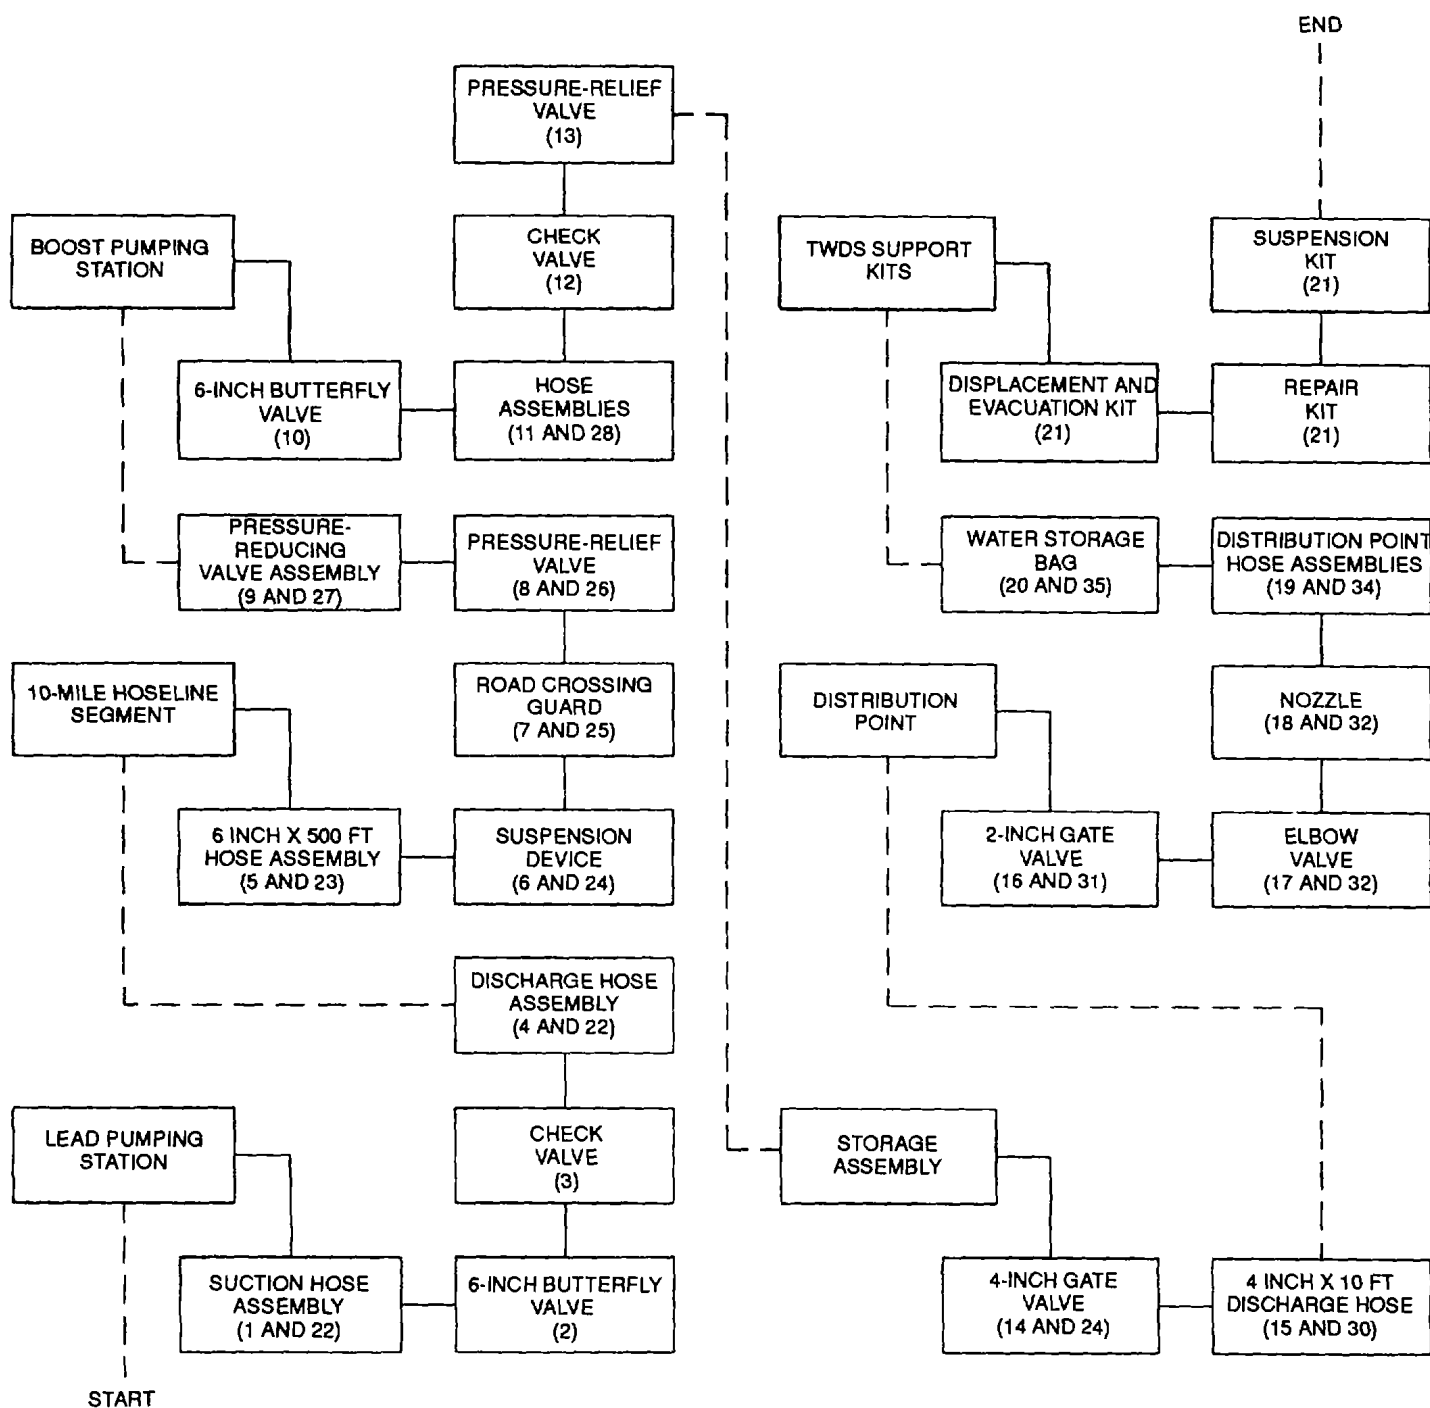 END
PRESSURE-RELIEF
VALVE
(13)
BOOST PUMPING
STATION
CHECK
VALVE
(12)
6-INCH BUTTERFLY
VALVE
(10)
HOSE
ASSEMBLIES
(11 AND 28)
PRESSURE-
REDUCING
VALVE ASSEMBLY
(9 AND 27)
PRESSURE-RELIEF
VALVE
(8 AND 26)
10-MILE HOSELINE
SEGMENT
ROAD CROSSING
GUARD
(7 AND 25)
6 INCH X 500 FT
HOSE ASSEMBLY
(5 AND 23)
SUSPENSION
DEVICE
(6 AND 24)
DISCHARGE HOSE
ASSEMBLY
(4 AND 22)
LEAD PUMPING
STATION
CHECK
VALVE
(3)
SUCTION HOSE
ASSEMBLY
(1 AND 22)
6-INCH BUTTERFLY
VALVE
(2)
START
TWDS SUPPORT
KITS
SUSPENSION
KIT
(21)
DISPLACEMENT AND
EVACUATION KIT
(21)
REPAIR
KIT
(21)
WATER STORAGE
BAG
(20 AND 35)
DISTRIBUTION POINT
HOSE ASSEMBLIES
(19 AND 34)
DISTRIBUTION
POINT
NOZZLE
(18 AND 32)
2-INCH GATE
VALVE
(16 AND 31)
ELBOW
VALVE
(17 AND 32)
STORAGE
ASSEMBLY
4-INCH GATE
VALVE
(14 AND 24)
4 INCH X 10 FT
DISCHARGE HOSE
(15 AND 30)